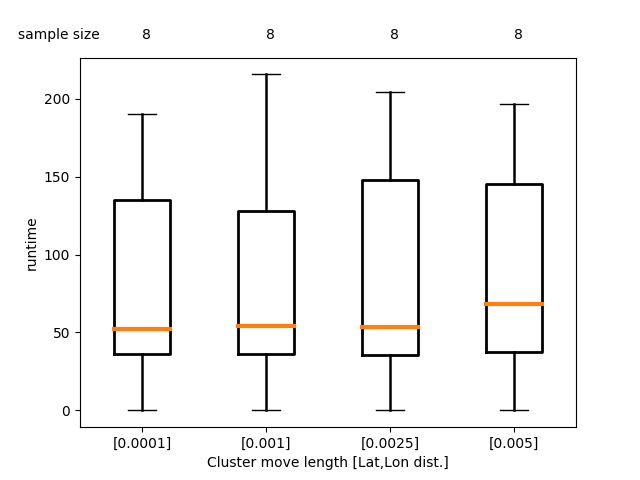 sample size 8 8 8 8
200
150
100
50
0
runtime
[0.0001] [0.001] [0.0025] [0.005]
Cluster move length [Lat,Lon dist.]